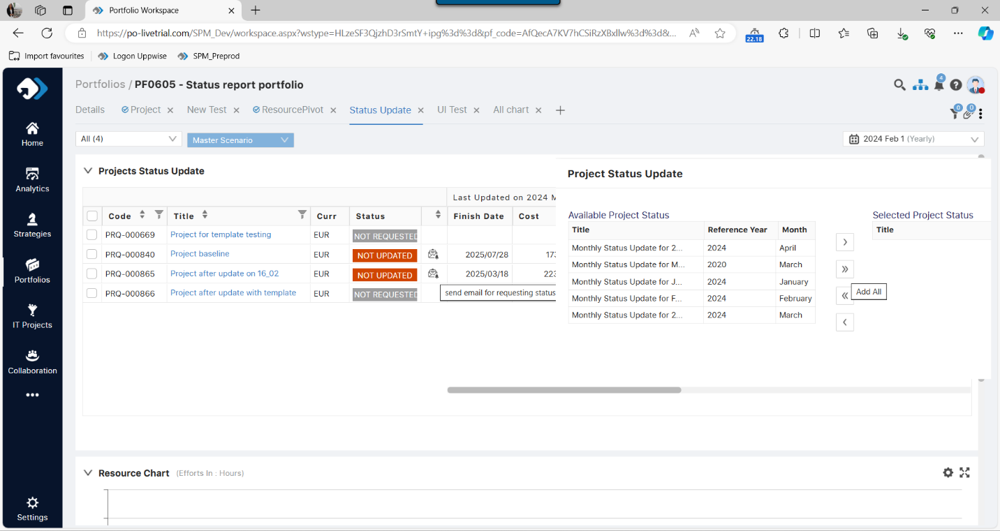 Portfolio Workspace
https://po-livetrial.com/SPM_Dev/workspace.aspx?wstype=HLzeSF3QjzhD3rSmtY+ipg%3d%3d&pf_code=AfQecA7KV7hCSiRzXBxllw%3d%3d&...
22.18
Import favourites
Logon Uppwise
SPM_Preprod
Portfolios / PF0605 - Status report portfolio
4
Details
Project
New Test
ResourcePivot
Status Update
UI Test
All chart
0
0
All (4)
Master Scenario
2024 Feb 1 (Yearly)
Home
Analytics
Strategies
Portfolios
IT Projects
Collaboration
Settings
Projects Status Update
Last Updated on 2024 M
Code Title Curr Status Finish Date Cost
PRQ-000669 Project for template testing EUR NOT REQUESTED
PRQ-000840 Project baseline EUR NOT UPDATED 2025/07/28 173
PRQ-000865 Project after update on 16_02 EUR NOT UPDATED 2025/03/18 223
PRQ-000866 Project after update with template EUR NOT REQUESTED
send email for requesting status
Project Status Update
Available Project Status
Title Reference Year Month
Monthly Status Update for 2... 2024 April
Monthly Status Update for M... 2020 March
Monthly Status Update for J... 2024 January
Monthly Status Update for F... 2024 February
Monthly Status Update for 2... 2024 March
Add All
Selected Project Status
Title
Resource Chart (Efforts In : Hours)